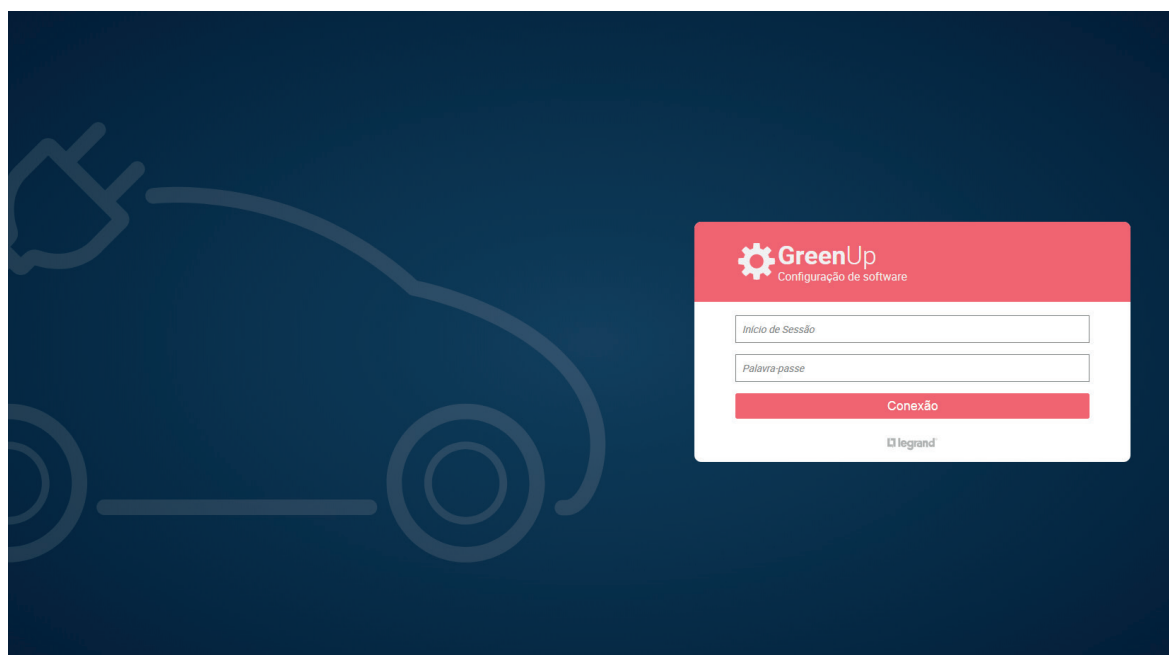 GreenUp
Configuração de software
Início de Sessão
Palavra-passe
Conexão
legrand